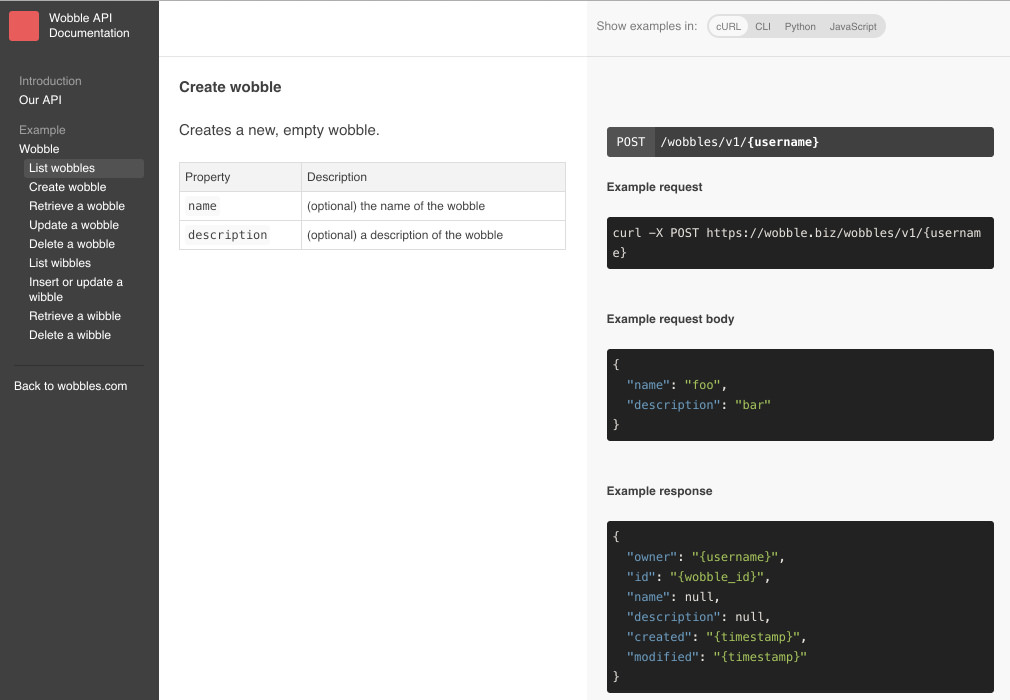 Wobble API
Documentation
Introduction
Our API
Example
Wobble
List wobbles
Create wobble
Retrieve a wobble
Update a wobble
Delete a wobble
List wibbles
Insert or update a
wibble
Retrieve a wibble
Delete a wibble
Back to wobbles.com
Show examples in: cURL CLI Python JavaScript
Create wobble
Creates a new, empty wobble.
Property Description
name (optional) the name of the wobble
description (optional) a description of the wobble
POST /wobbles/v1/{username}
Example request
curl -X POST https://wobble.biz/wobbles/v1/{usernam
e}
Example request body
{
"name": "foo",
"description": "bar"
}
Example response
{
"owner": "{username}",
"id": "{wobble_id}",
"name": null,
"description": null,
"created": "{timestamp}",
"modified": "{timestamp}"
}